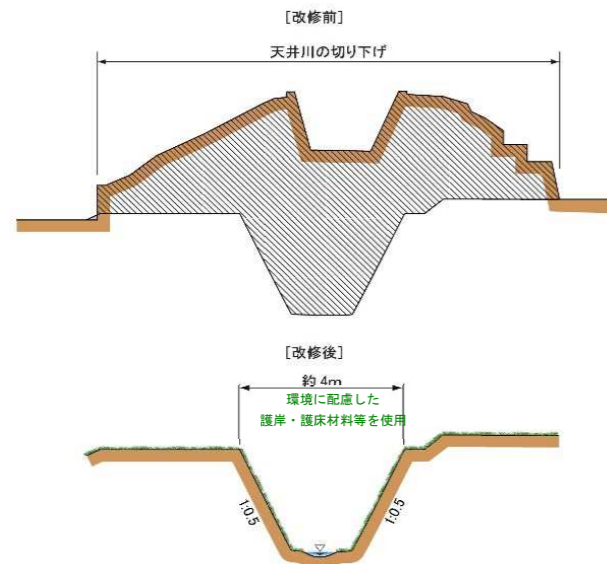 [改修前]
天井川の切り下げ
[改修後]
約4m
環境に配慮した
護岸・護床材料等を使用
1:0.5
1:0.5